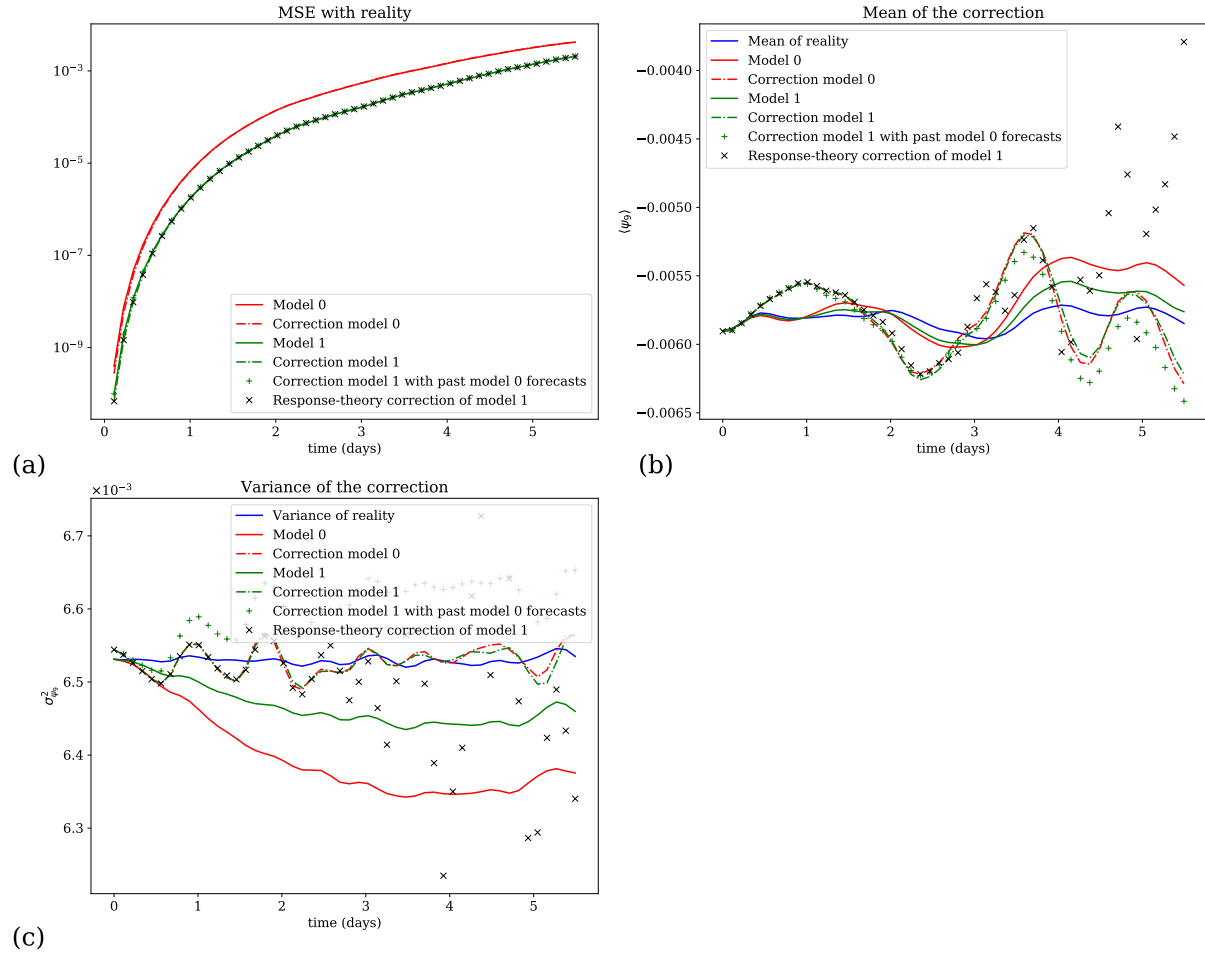 MSE with reality
10⁻³
10⁻⁵
10⁻⁷
10⁻⁹
Model 0
Correction model 0
Model 1
Correction model 1
Correction model 1 with past model 0 forecasts
Response-theory correction of model 1
0 1 2 3 4 5
time (days)
(a)
Mean of the correction
−0.0040
−0.0045
−0.0050
−0.0055
−0.0060
−0.0065
⟨ψ₉⟩
Mean of reality
Model 0
Correction model 0
Model 1
Correction model 1
Correction model 1 with past model 0 forecasts
Response-theory correction of model 1
0 1 2 3 4 5
time (days)
(b)
Variance of the correction
×10⁻³
6.7
6.6
6.5
6.4
6.3
σ²ψ₉
Variance of reality
Model 0
Correction model 0
Model 1
Correction model 1
Correction model 1 with past model 0 forecasts
Response-theory correction of model 1
0 1 2 3 4 5
time (days)
(c)